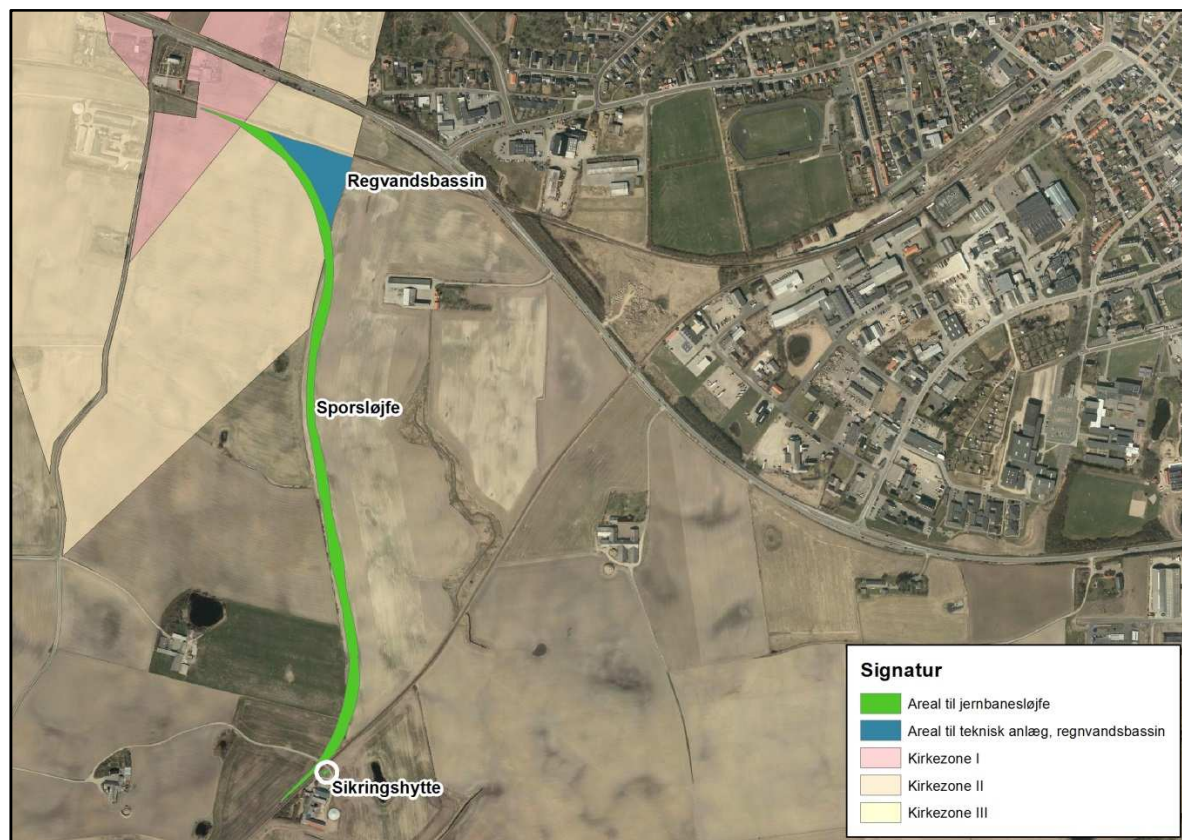 Regvandsbassin
Sporsløjfe
Sikringshytte
Signatur
Areal til jernbanesløjfe
Areal til teknisk anlæg, regnvandsbassin
Kirkezone I
Kirkezone II
Kirkezone III